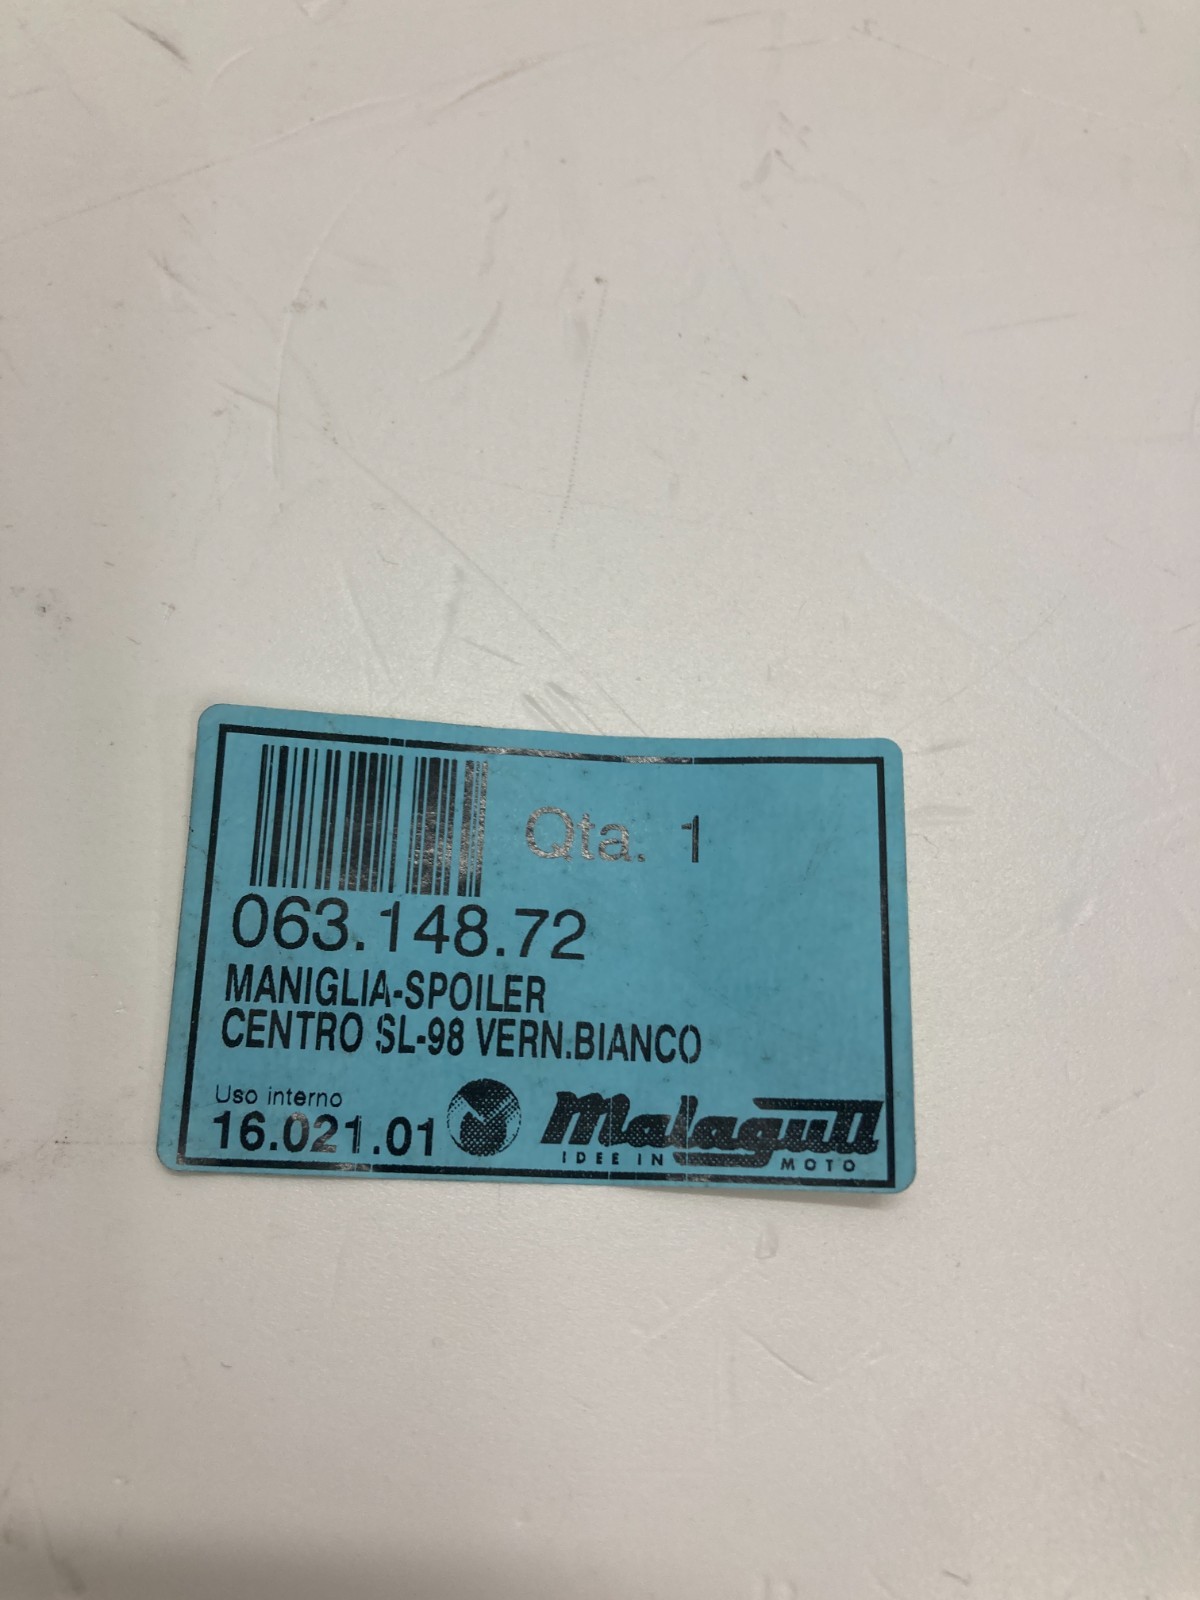 Qta. 1
063.148.72
MANIGLIA-SPOILER
CENTRO SL-98 VERN.BIANCO
Uso interno
16.021.01
Malaguti
IDEE IN MOTO